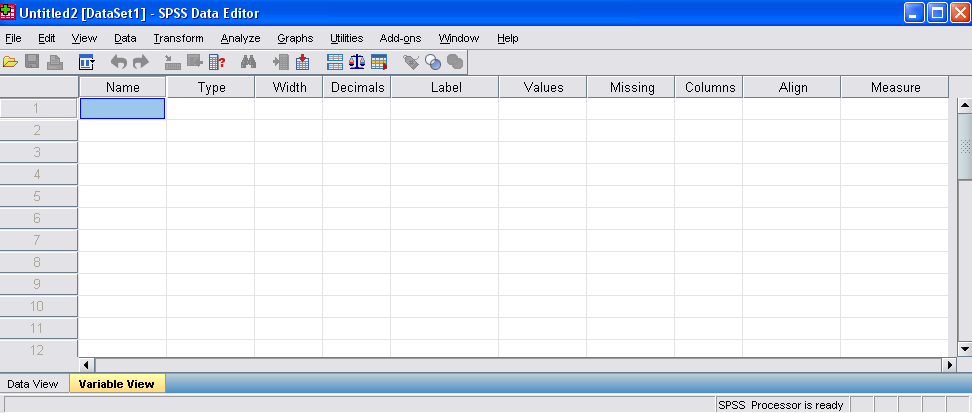 Untitled2 [DataSet1] - SPSS Data Editor
File Edit View Data Transform Analyze Graphs Utilities Add-ons Window Help
Name Type Width Decimals Label Values Missing Columns Align Measure
1
2
3
4
5
6
7
8
9
10
11
12
Data View Variable View
SPSS Processor is ready